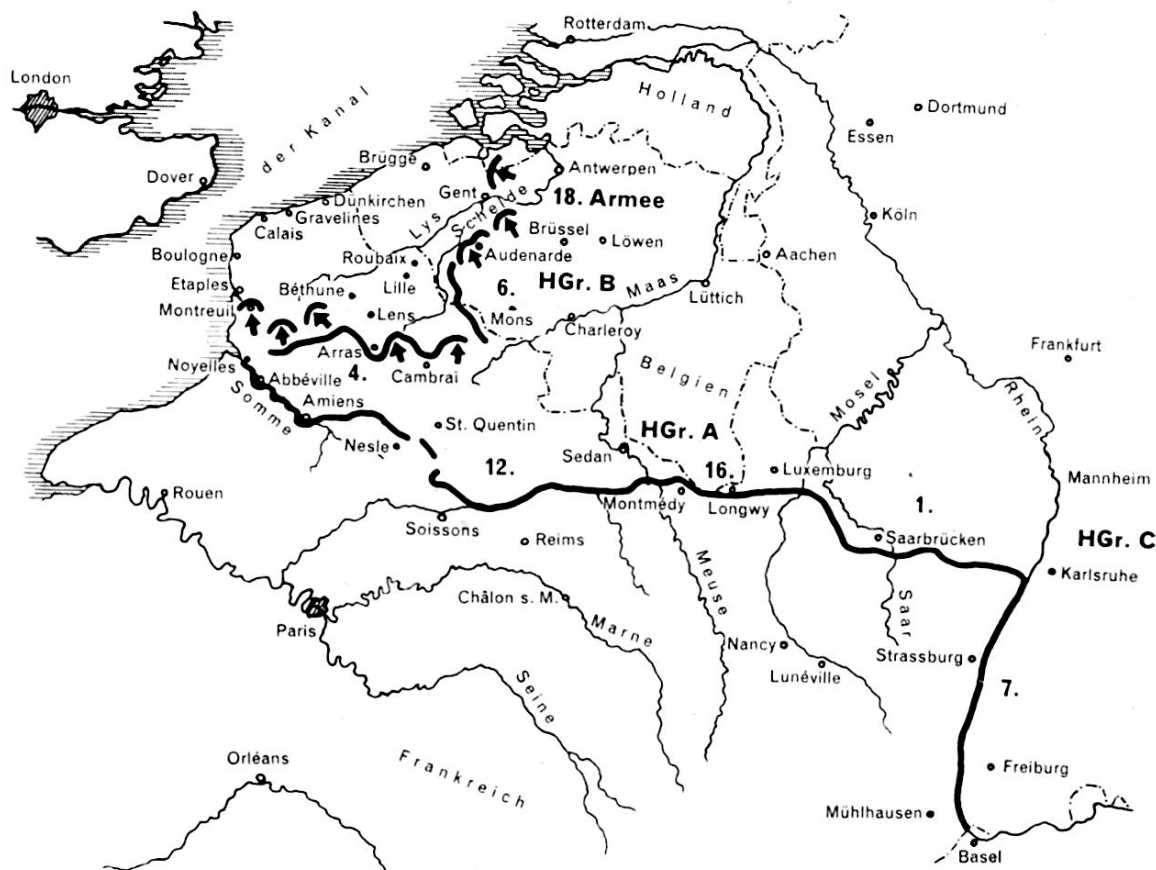 Rotterdam
London
Holland
Dortmund
Essen
der Kanal
Brügge
Antwerpen
Dover
Gent
18. Armee
Dünkirchen
Gravelines
Calais
Lys
Schelde
Köln
Brüssel
Löwen
Audenarde
Aachen
Boulogne
Roubaix
Etaples
Béthune
Lille
6.
HGr. B
Maas
Lüttich
Montreuil
Lens
Mons
Charleroy
Frankfurt
Arras
4.
Cambrai
Noyelles
Abbéville
Belgien
Mosel
Rhein
Somme
Amiens
St. Quentin
HGr. A
Nesle
Sedan
12.
16.
Luxemburg
Mannheim
Rouen
Montmédy
Longwy
1.
Soissons
Reims
Saarbrücken
HGr. C
Karlsruhe
Meuse
Saar
Châlon s. M.
Marne
Paris
Nancy
Strassburg
Lunéville
Seine
7.
Orléans
Frankreich
Freiburg
Mühlhausen
Basel